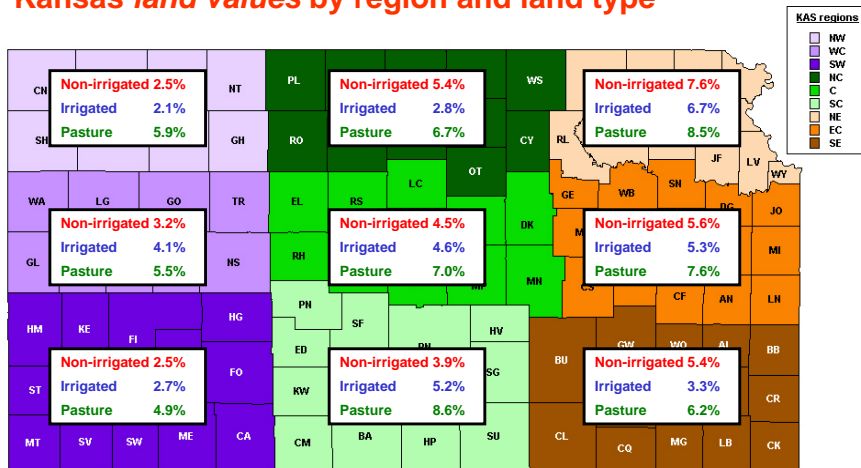 Kansas land values by region and land type
KAS regions
NW
WC
SW
NC
C
SC
NE
EC
SE
CN
Non-irrigated 2.5%
Irrigated 2.1%
Pasture 5.9%
NT
PL
Non-irrigated 5.4%
Irrigated 2.8%
Pasture 6.7%
WS
Non-irrigated 7.6%
Irrigated 6.7%
Pasture 8.5%
SH
GH
RO
CY
RL
JF
LV
WY
OT
LC
WA
LG
GO
TR
EL
RS
DK
GE
WB
SN
DG
JO
Non-irrigated 3.2%
Irrigated 4.1%
Pasture 5.5%
Non-irrigated 4.5%
Irrigated 4.6%
Pasture 7.0%
Non-irrigated 5.6%
Irrigated 5.3%
Pasture 7.6%
GL
NS
RH
MN
MI
CS
CF
AN
LN
PN
HM
KE
FI
HG
SF
HV
ED
RN
BU
GW
WO
AL
BB
Non-irrigated 2.5%
Irrigated 2.7%
Pasture 4.9%
Non-irrigated 3.9%
Irrigated 5.2%
Pasture 8.6%
Non-irrigated 5.4%
Irrigated 3.3%
Pasture 6.2%
ST
FO
KW
SG
CR
MT
SV
SW
ME
CA
CM
BA
HP
SU
CL
CQ
MG
LB
CK